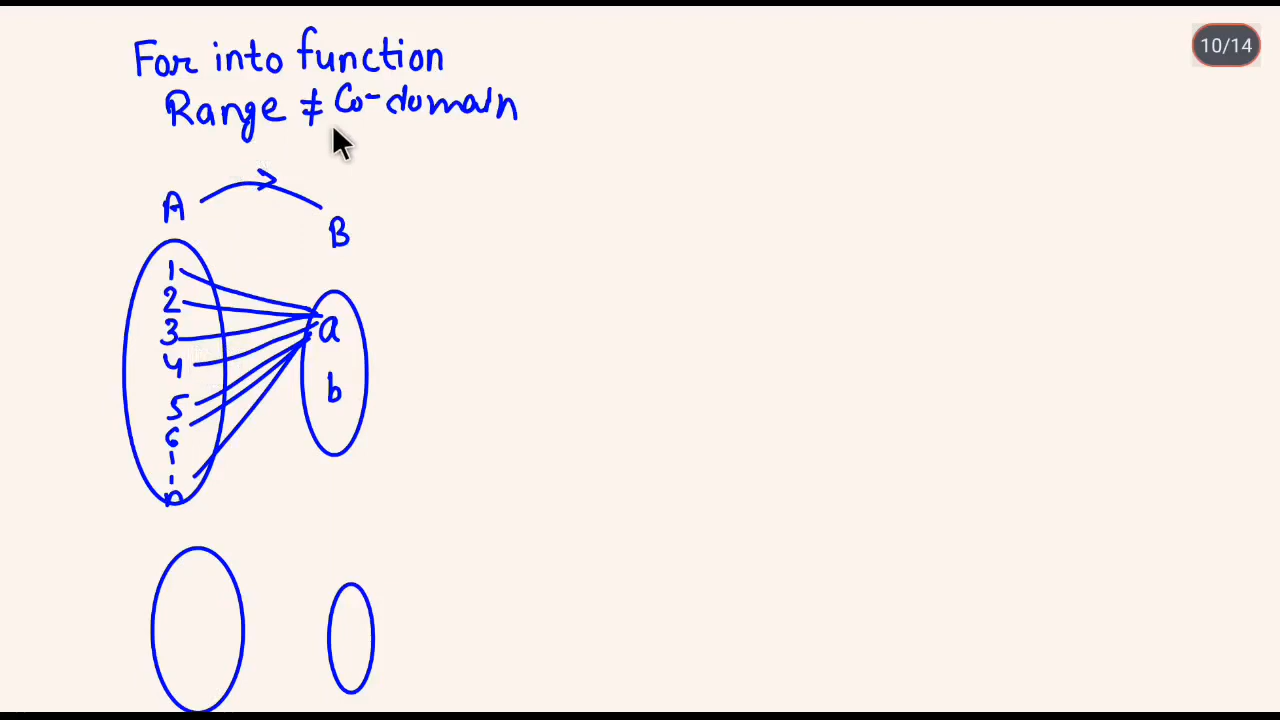 10/14
For into function
Range ≠ Co-domain
A
B
1
2
3
4
5
6
n
a
b